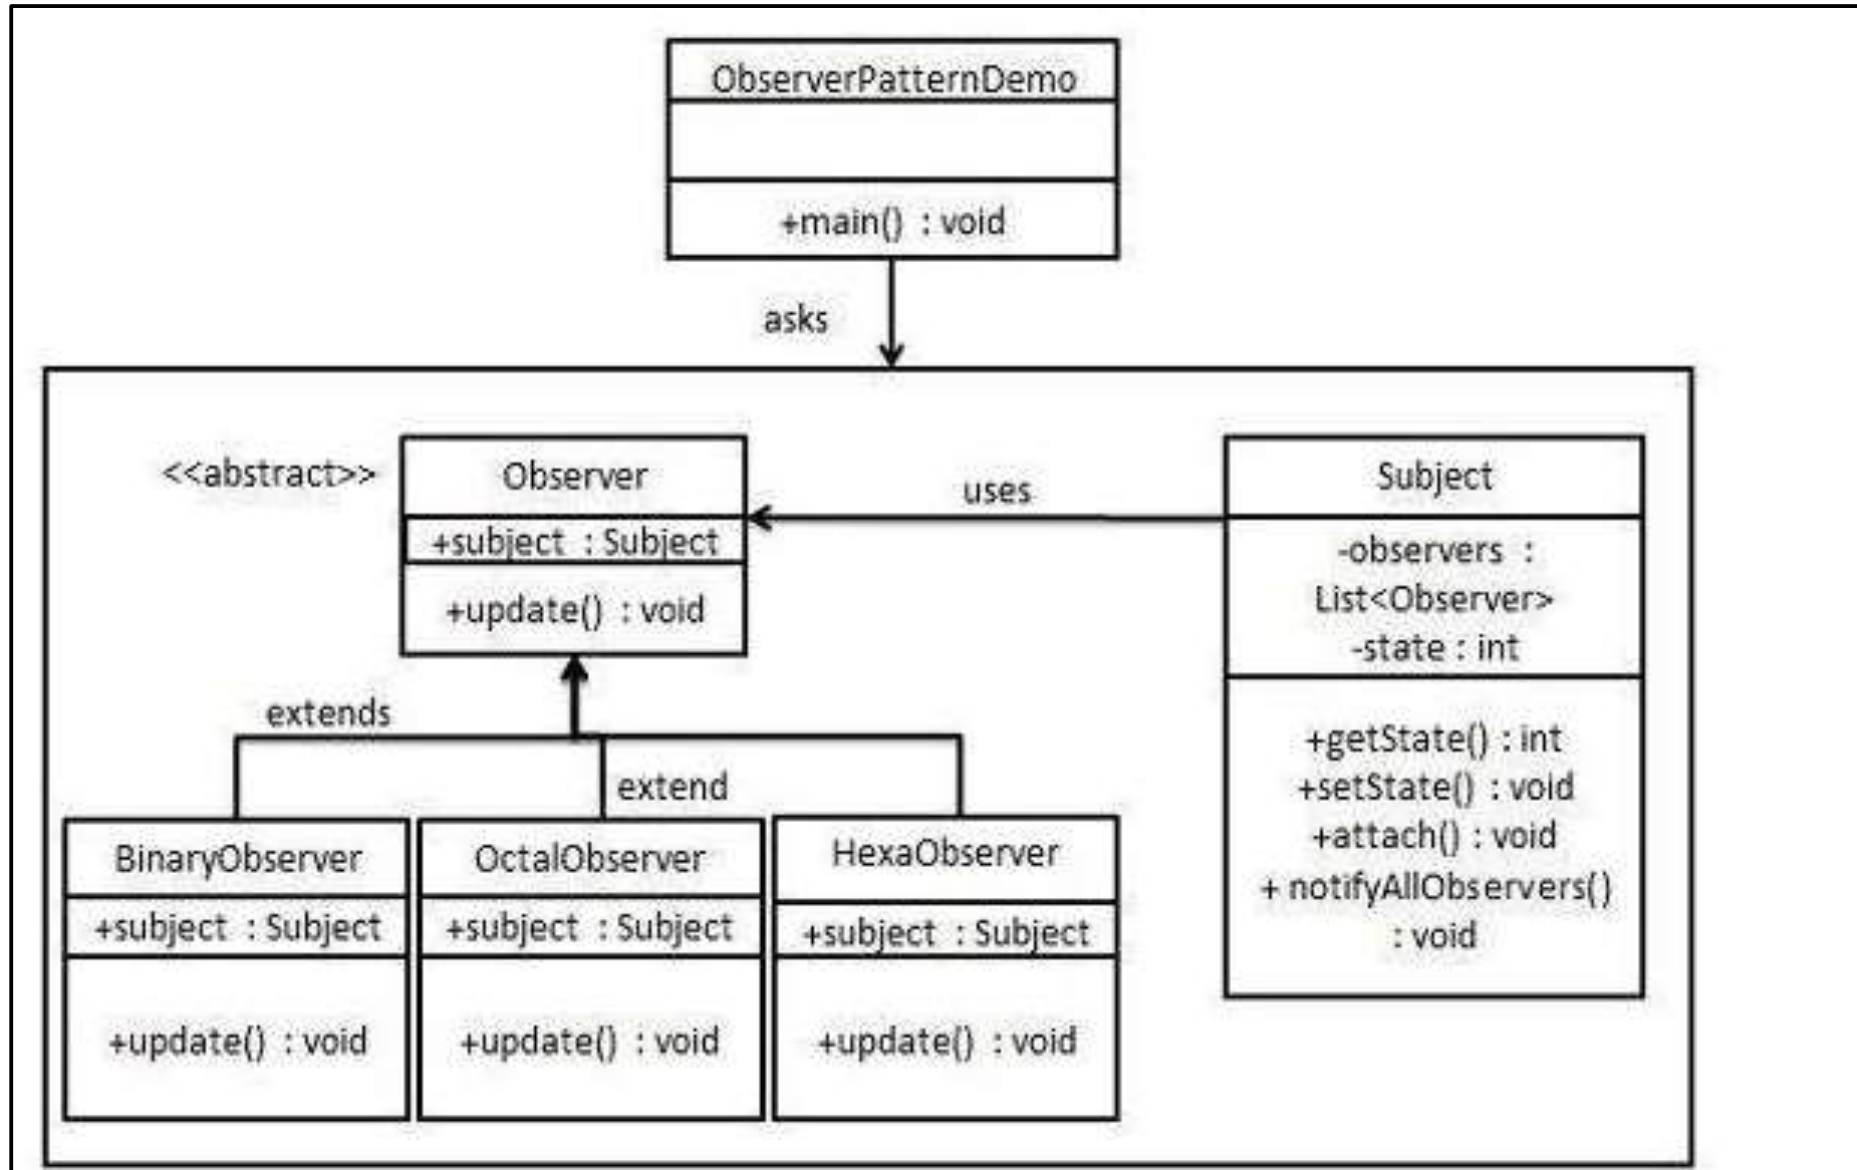 ObserverPatternDemo
+main() : void
asks
<<abstract>>
Observer
+subject : Subject
+update() : void
uses
Subject
-observers :
List<Observer>
-state : int
+getState() : int
+setState() : void
+attach() : void
+ notifyAllObservers()
: void
extends
extend
BinaryObserver
+subject : Subject
+update() : void
OctalObserver
+subject : Subject
+update() : void
HexaObserver
+subject : Subject
+update() : void